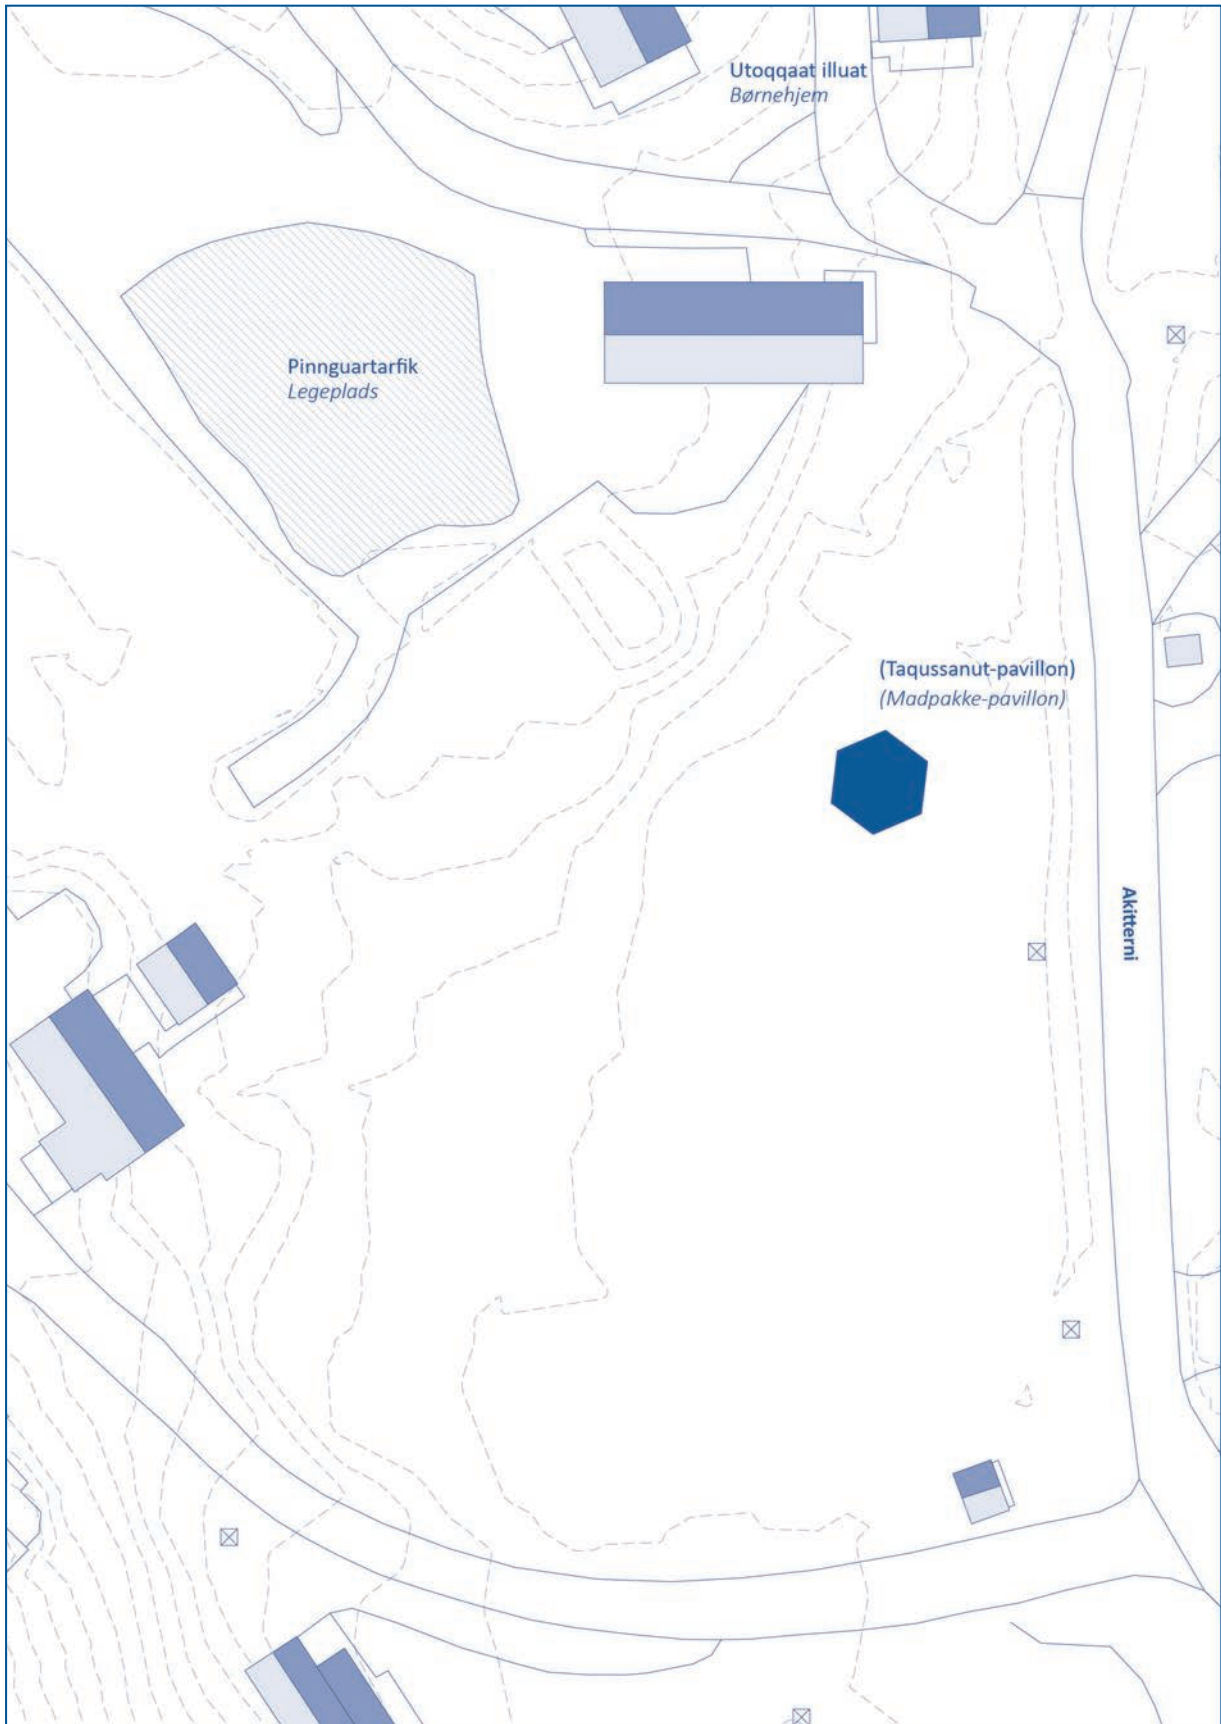 Utoqqaat illuat
Børnehjem
Pinnguartarfik
Legeplads
(Taqussanut-pavillon)
(Madpakke-pavillon)
Akitterni